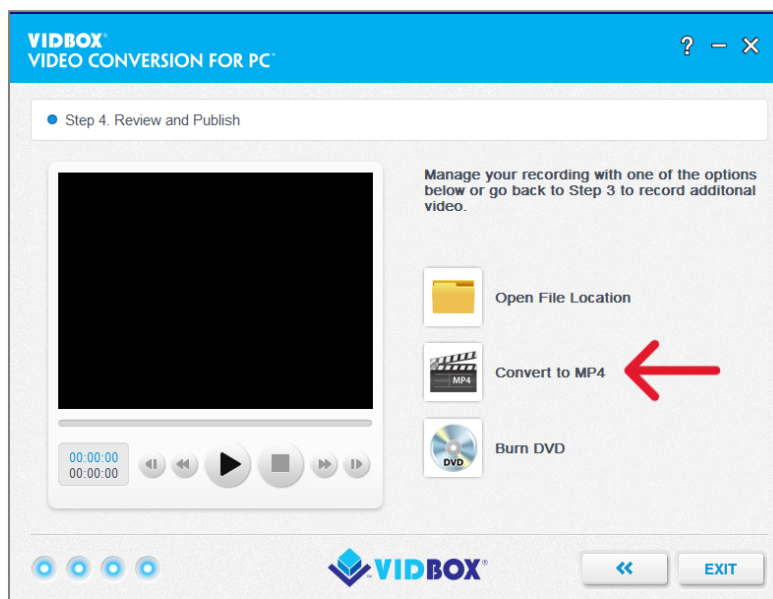 VIDBOX®
? – X
VIDEO CONVERSION FOR PC™
Step 4. Review and Publish
Manage your recording with one of the options
below or go back to Step 3 to record additonal
video.
Open File Location
MP4
Convert to MP4
DVD
Burn DVD
00:00:00
00:00:00
VIDBOX®
«
EXIT